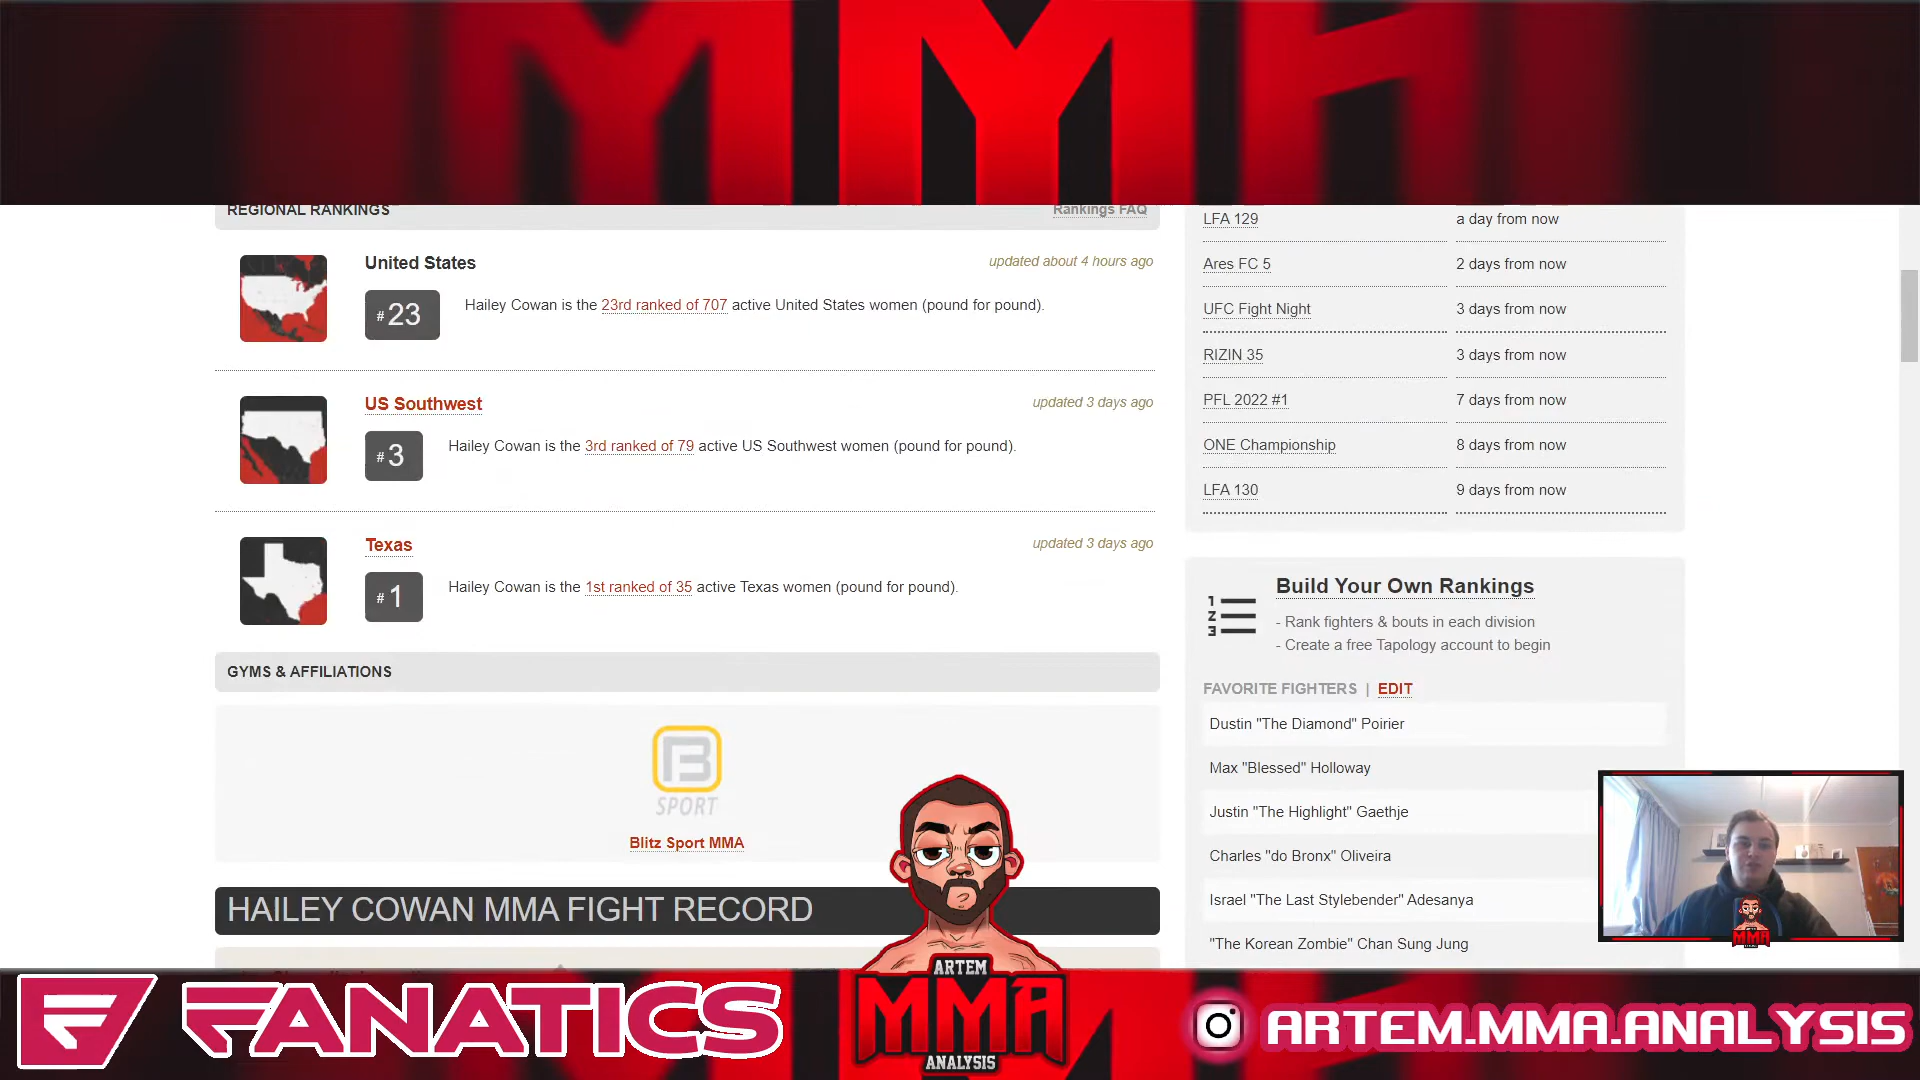 MMA
REGIONAL RANKINGS
Rankings FAQ
United States
updated about 4 hours ago
#23
Hailey Cowan is the 23rd ranked of 707 active United States women (pound for pound).
US Southwest
updated 3 days ago
#3
Hailey Cowan is the 3rd ranked of 79 active US Southwest women (pound for pound).
Texas
updated 3 days ago
#1
Hailey Cowan is the 1st ranked of 35 active Texas women (pound for pound).
GYMS & AFFILIATIONS
B
SPORT
Blitz Sport MMA
HAILEY COWAN MMA FIGHT RECORD
LFA 129 a day from now
Ares FC 5 2 days from now
UFC Fight Night 3 days from now
RIZIN 35 3 days from now
PFL 2022 #1 7 days from now
ONE Championship 8 days from now
LFA 130 9 days from now
1
2
3
Build Your Own Rankings
- Rank fighters & bouts in each division
- Create a free Tapology account to begin
FAVORITE FIGHTERS | EDIT
Dustin "The Diamond" Poirier
Max "Blessed" Holloway
Justin "The Highlight" Gaethje
Charles "do Bronx" Oliveira
Israel "The Last Stylebender" Adesanya
"The Korean Zombie" Chan Sung Jung
MMA
FANATICS
ARTEM
MMA
ANALYSIS
ARTEM.MMA.ANALYSIS